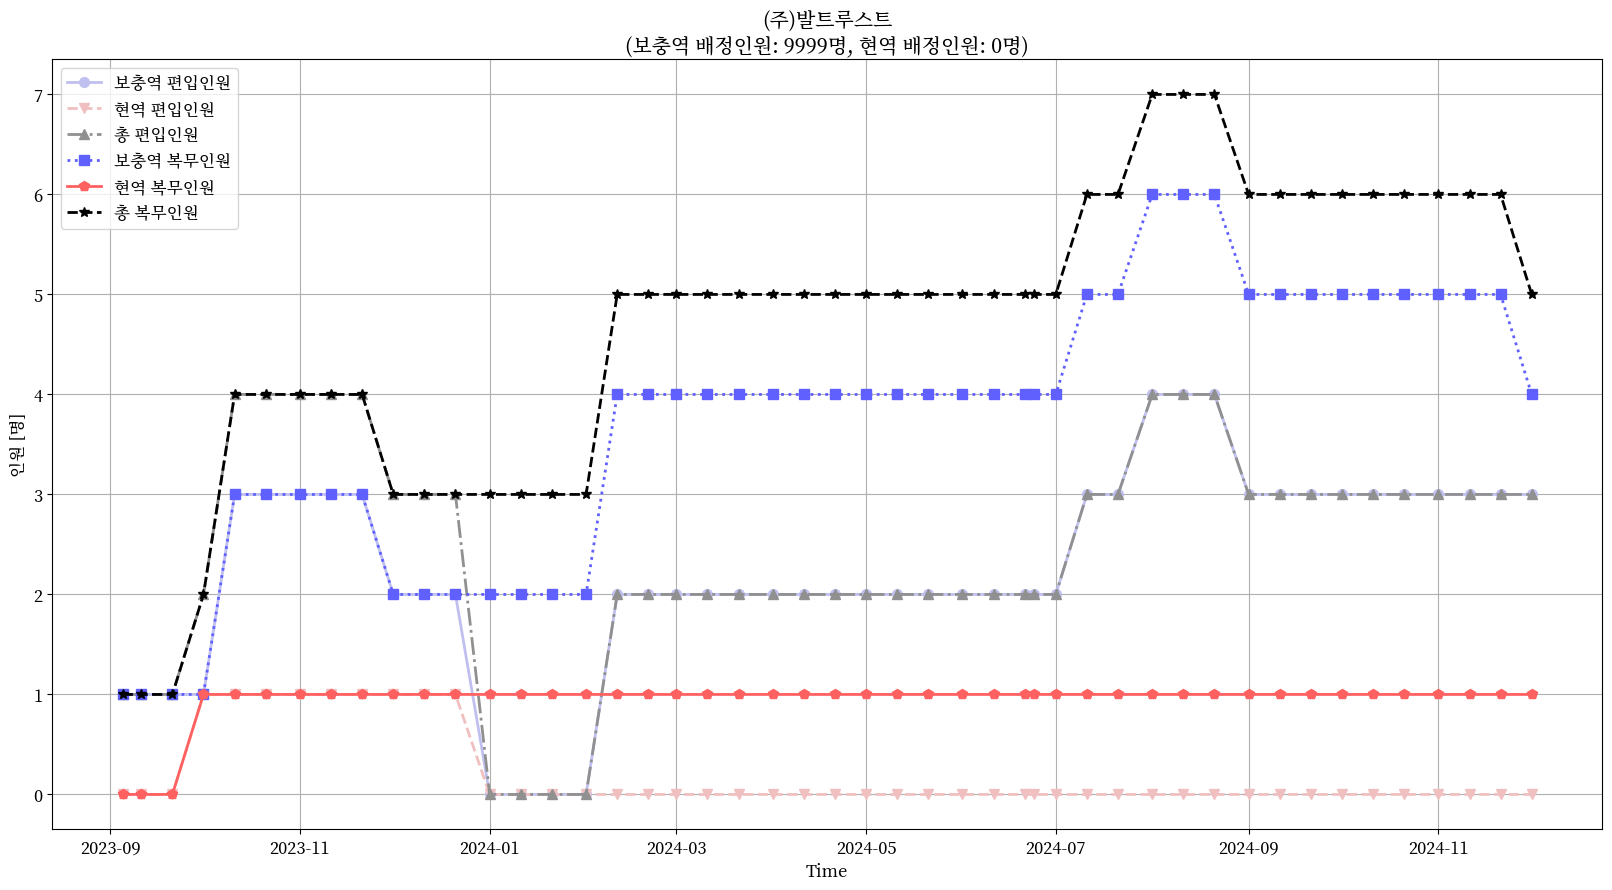 (주)발트루스트
(보충역 배정인원: 9999명, 현역 배정인원: 0명)
보충역 편입인원
현역 편입인원
총 편입인원
보충역 복무인원
현역 복무인원
총 복무인원
인원 [명]
7
6
5
4
3
2
1
0
2023-09 2023-11 2024-01 2024-03 2024-05 2024-07 2024-09 2024-11
Time